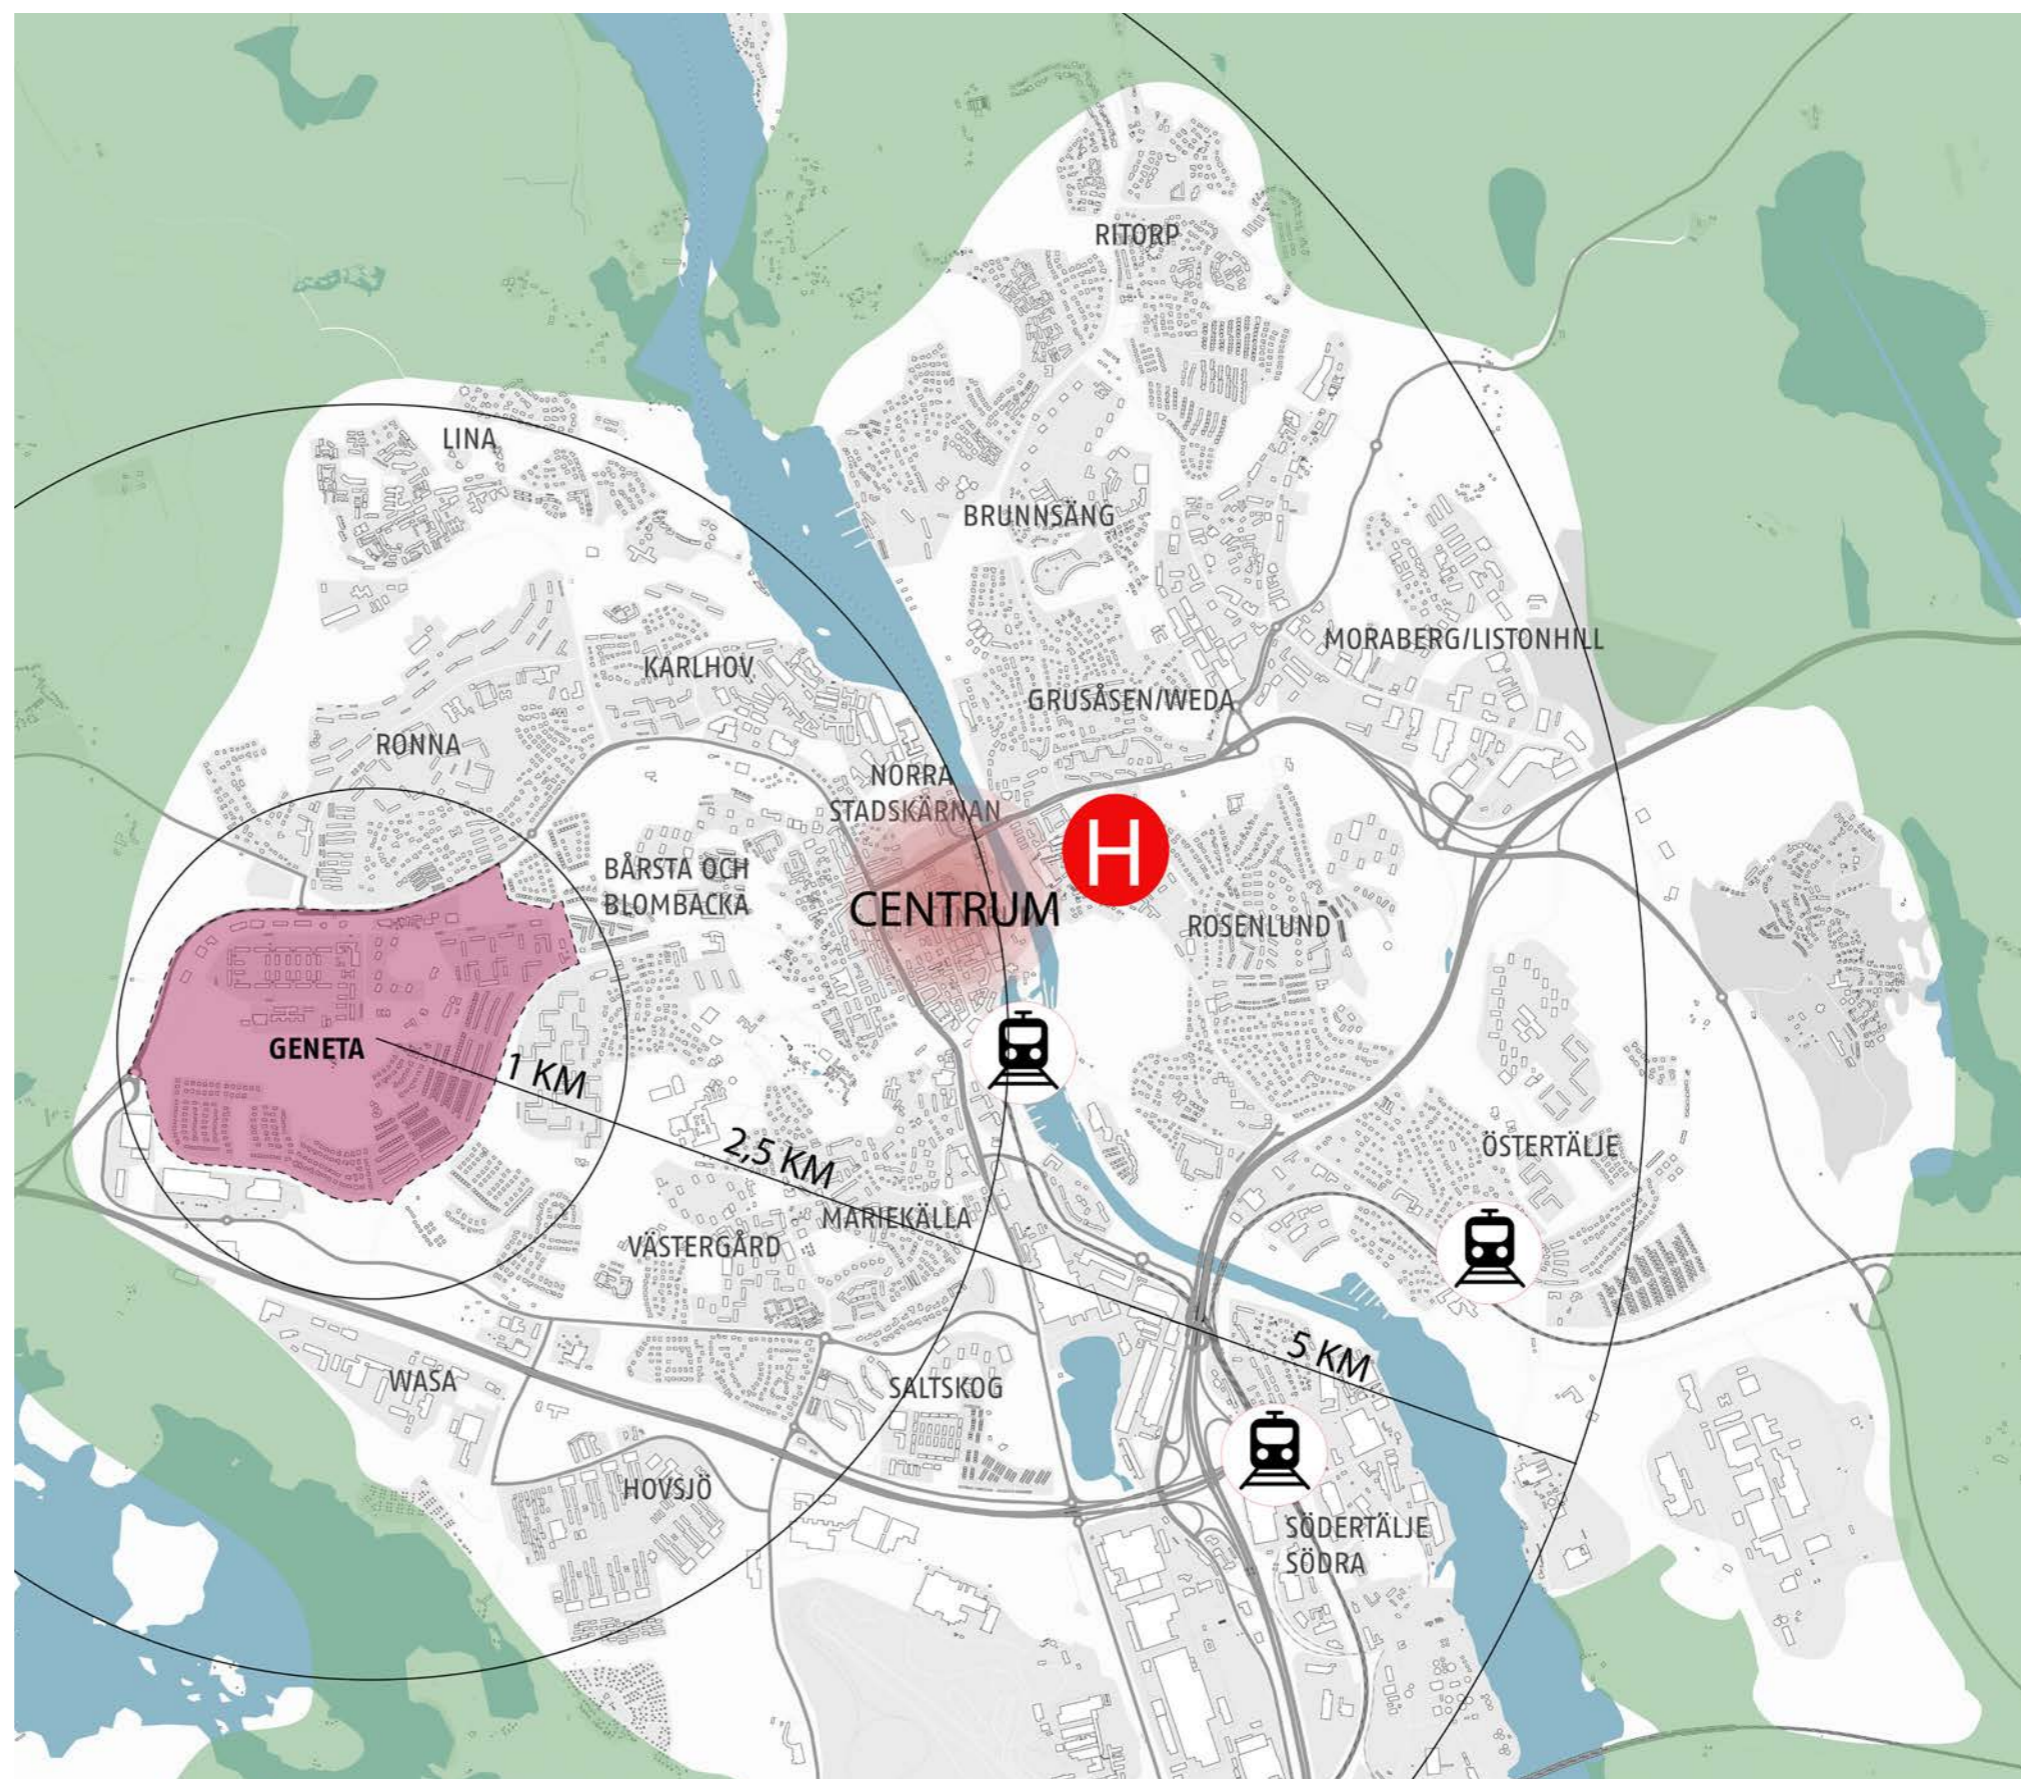 RITORP
LINA
BRUNNSÄNG
MORABERG/LISTONHILL
KARLHOV
GRUSÅSEN/WEDA
RONNA
NORRA
STADSKÄRNAN
H
BÅRSTA OCH
BLOMBACKA
CENTRUM
ROSENLUND
GENETA
1 KM
2,5 KM
ÖSTERTÄLJE
MARIEKÄLLA
VÄSTERGÅRD
5 KM
WASA
SALTSKOG
HOVSJÖ
SÖDERTÄLJE
SÖDRA